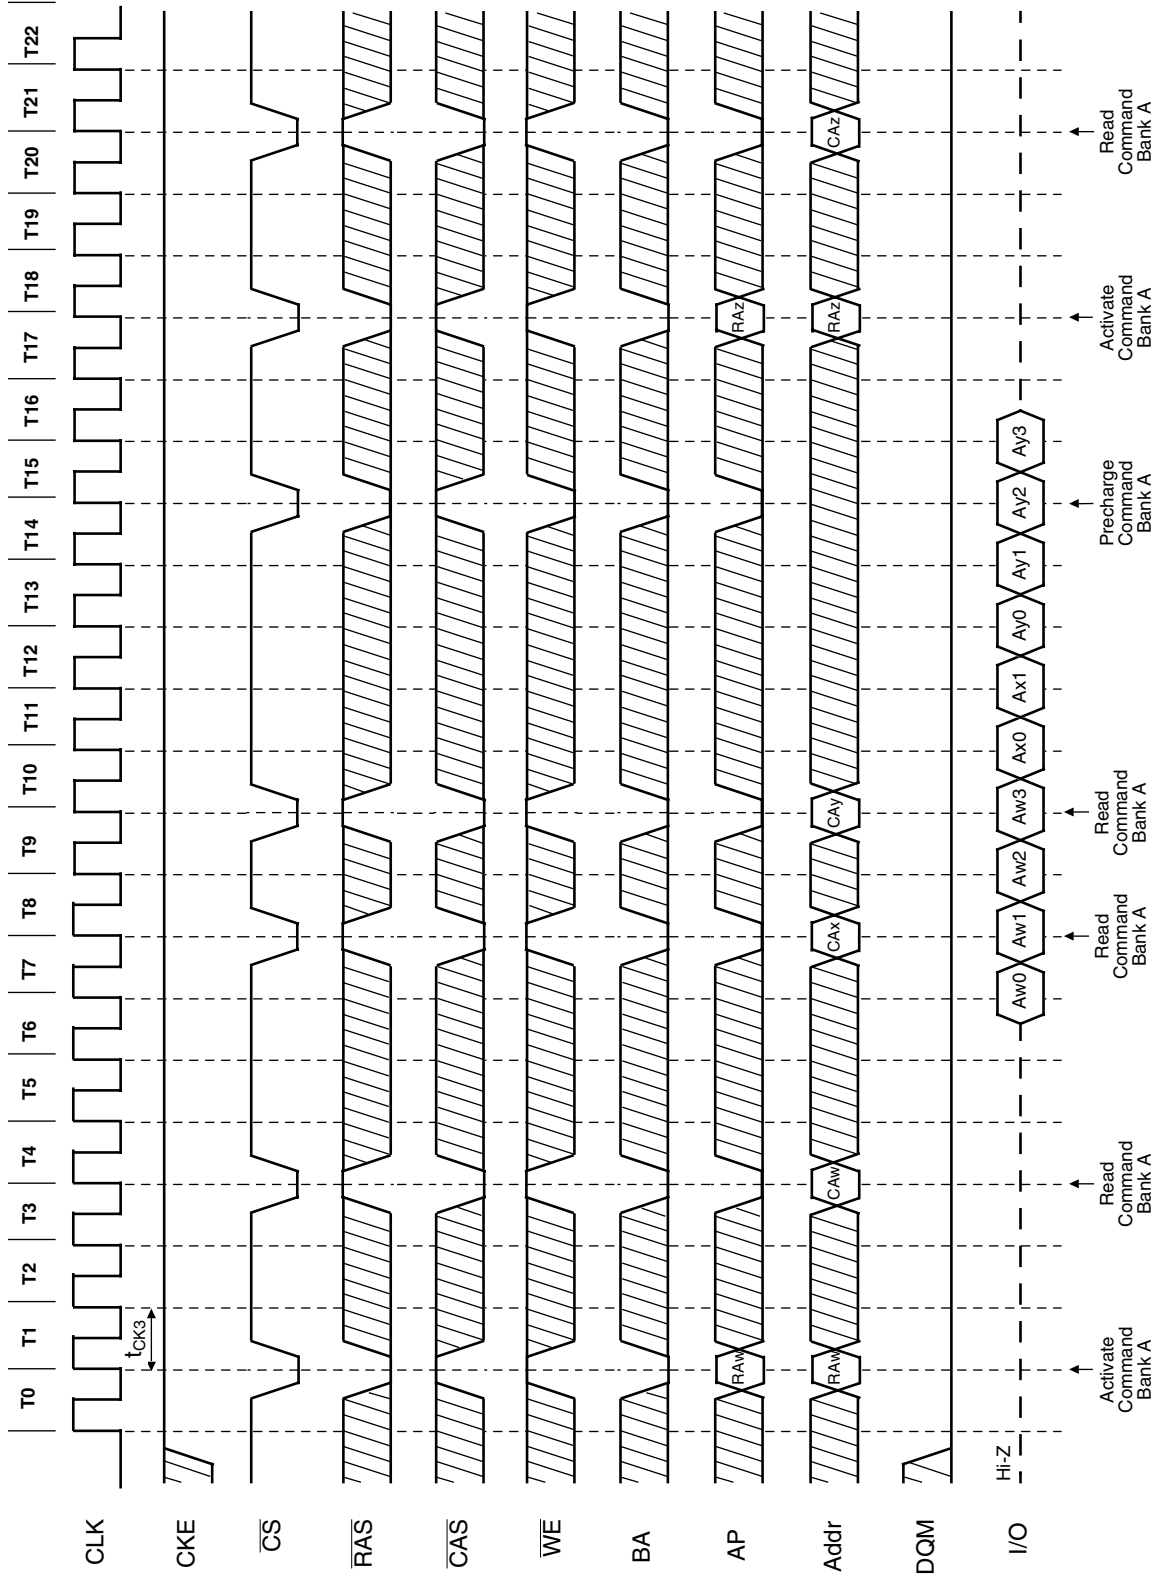 T0 T1 T2 T3 T4 T5 T6 T7 T8 T9 T10 T11 T12 T13 T14 T15 T16 T17 T18 T19 T20 T21 T22
CLK
tCK3
CKE
CS
RAS
CAS
WE
BA
AP
RAw RAz
Addr
RAw CAw CAx CAy RAz CAz
DQM
I/O
Hi-Z
Aw0 Aw1 Aw2 Aw3 Ax0 Ax1 Ay0 Ay1 Ay2 Ay3
Activate
Command
Bank A
Read
Command
Bank A
Read
Command
Bank A
Read
Command
Bank A
Precharge
Command
Bank A
Activate
Command
Bank A
Read
Command
Bank A